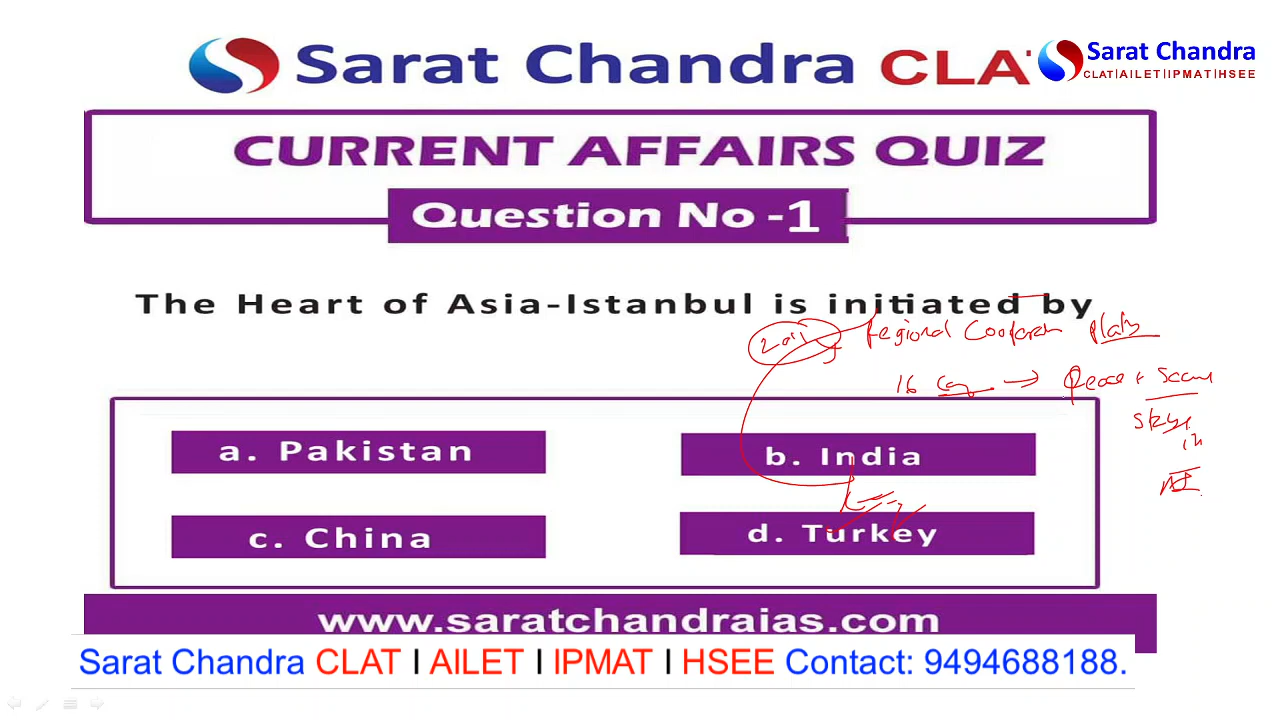 Sarat Chandra CLAT
Sarat Chandra
CLAT|AILET|IPMAT|HSEE
CURRENT AFFAIRS QUIZ
Question No -1
The Heart of Asia-Istanbul is initiated by
2011 Regional
16 Peace +
a. Pakistan
b. India
c. China
d. Turkey
www.saratchandraias.com
Sarat Chandra CLAT I AILET I IPMAT I HSEE Contact: 9494688188.